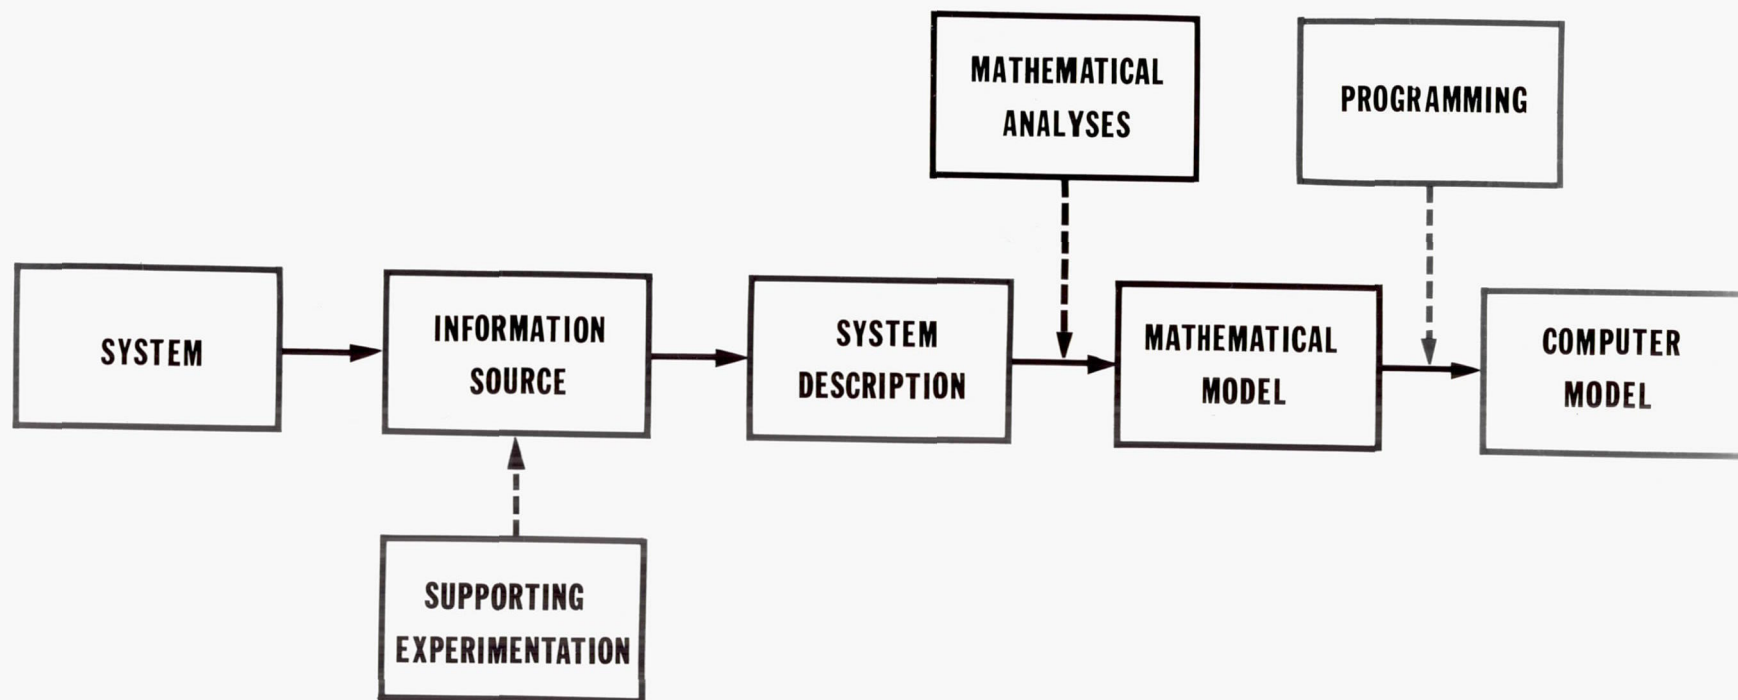 MATHEMATICAL
ANALYSES
PROGRAMMING
SYSTEM
INFORMATION
SOURCE
SYSTEM
DESCRIPTION
MATHEMATICAL
MODEL
COMPUTER
MODEL
SUPPORTING
EXPERIMENTATION